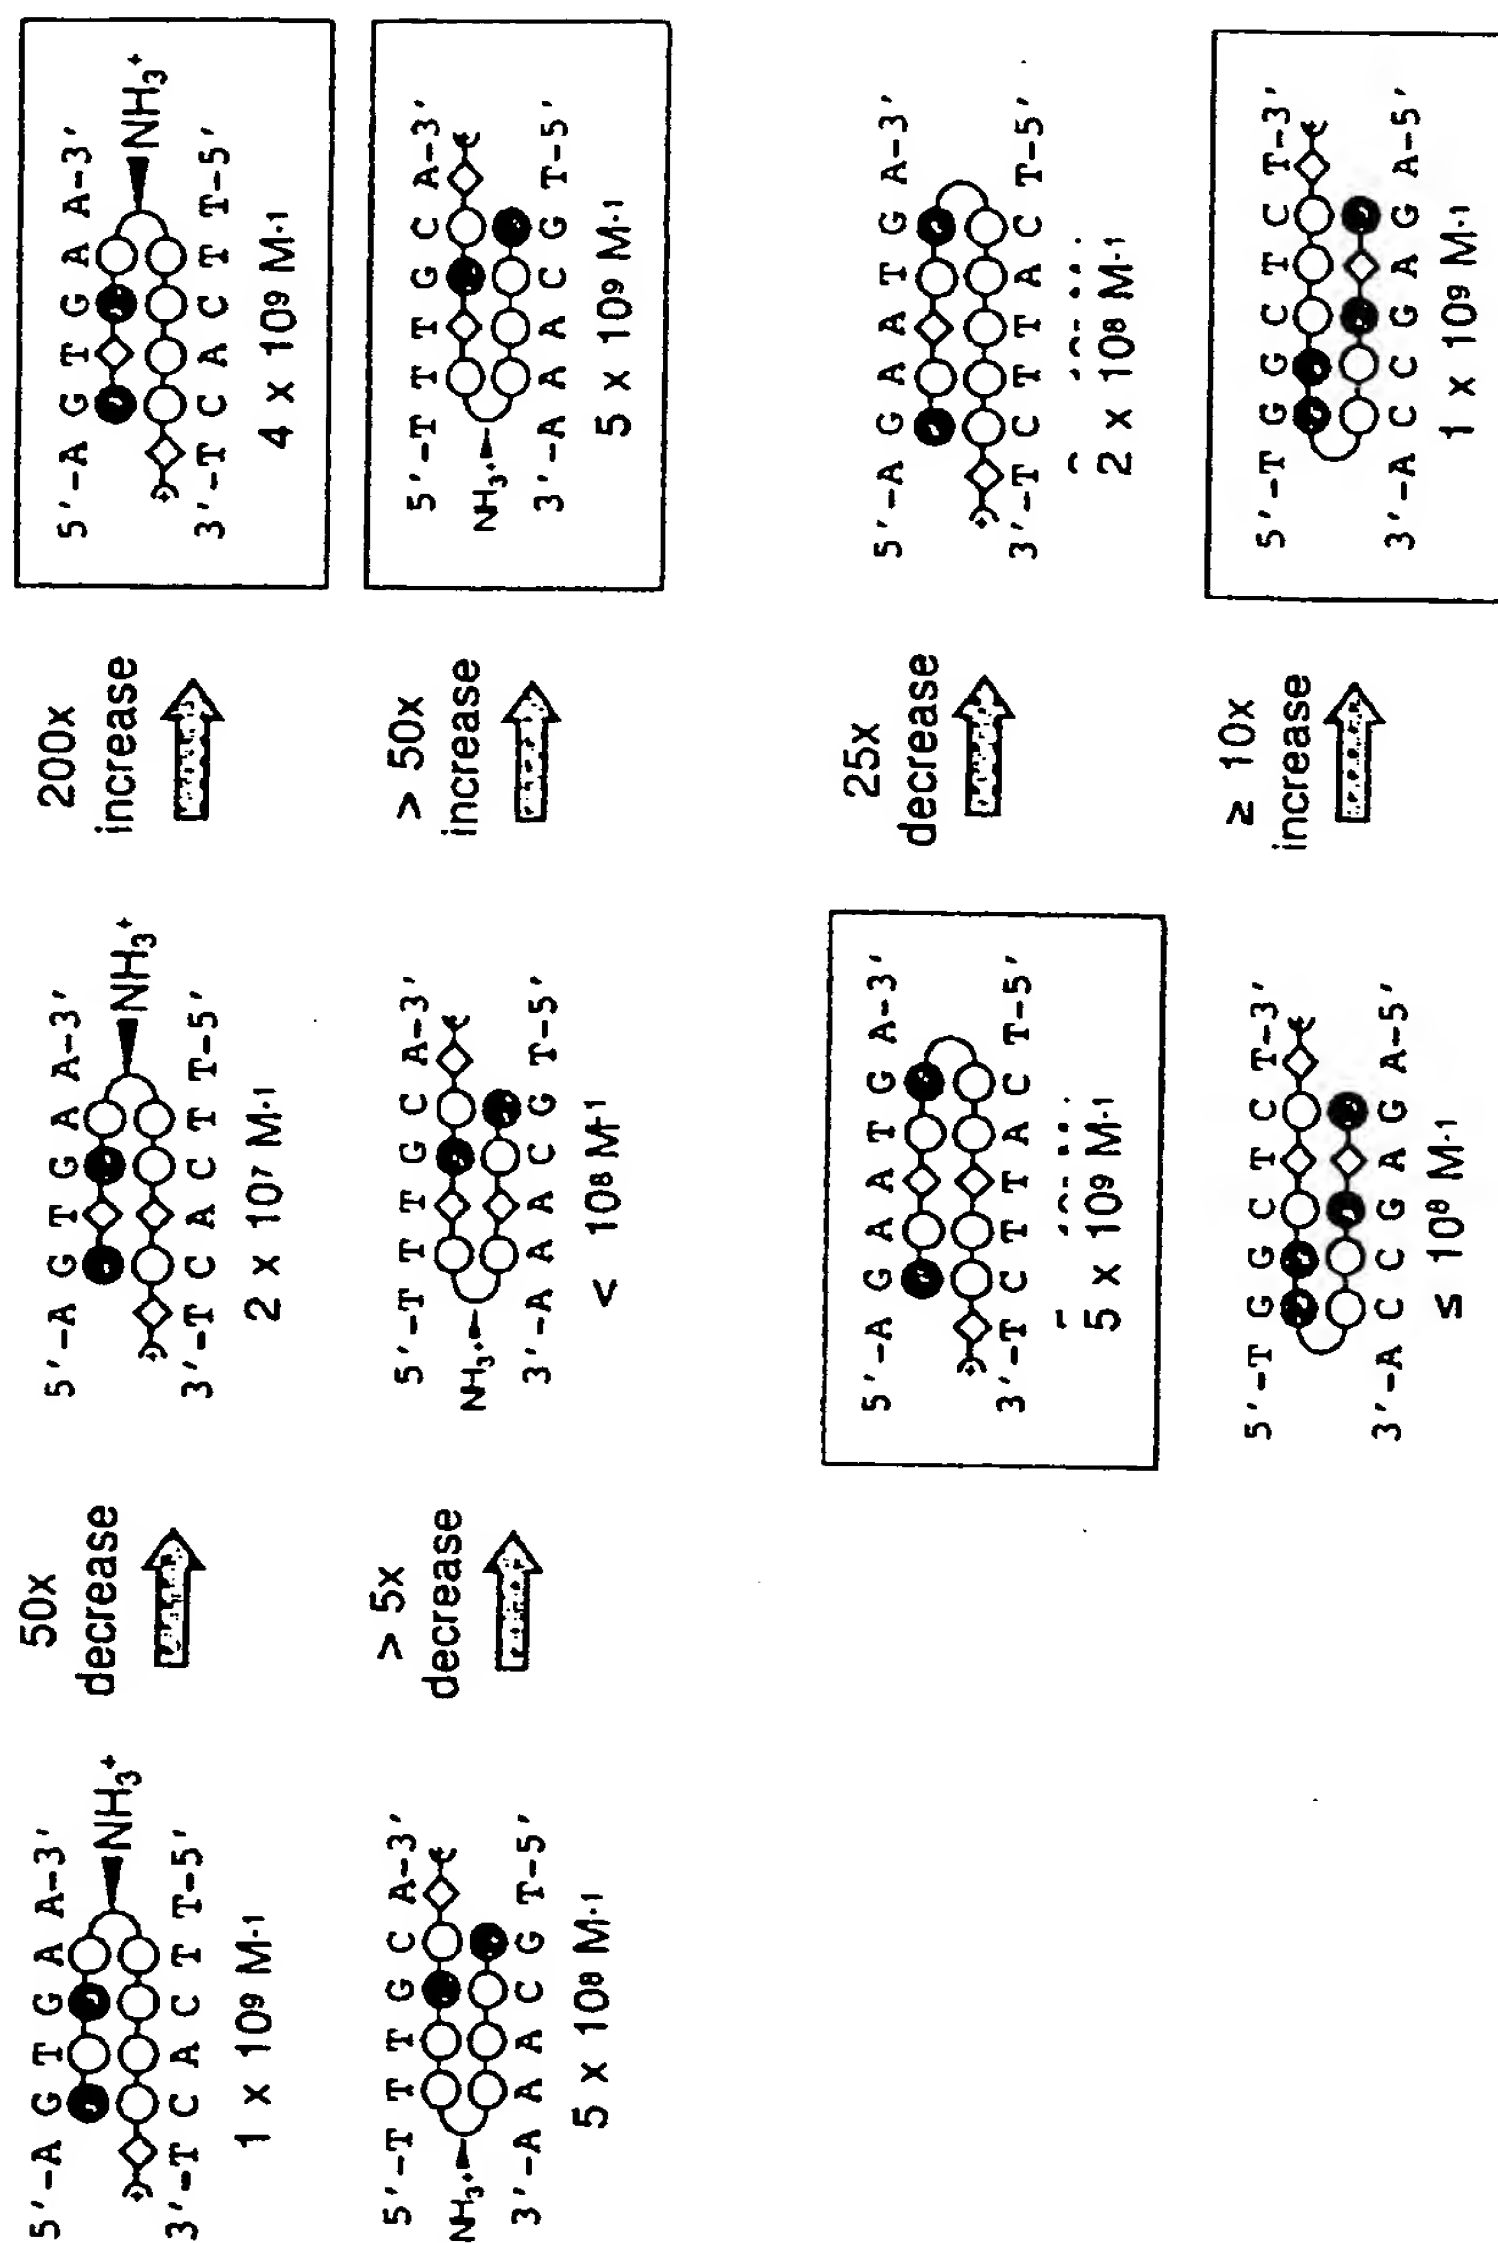 5'-A G T G A A-3'
NH₃⁺
3'-T C A C T T-5'
1 x 10⁹ M⁻¹
50x
decrease
5'-A G T G A A-3'
NH₃⁺
3'-T C A C T T-5'
2 x 10⁷ M⁻¹
200x
increase
5'-A G T G A A-3'
NH₃⁺
3'-T C A C T T-5'
4 x 10⁹ M⁻¹
5'-T T T G C A-3'
NH₃⁺
3'-A A A C G T-5'
5 x 10⁸ M⁻¹
> 5x
decrease
5'-T T T G C A-3'
NH₃⁺
3'-A A A C G T-5'
< 10⁸ M⁻¹
> 50x
increase
5'-T T T G C A-3'
NH₃⁺
3'-A A A C G T-5'
5 x 10⁹ M⁻¹
5'-A G A A T G A-3'
3'-T C T T A C T-5'
5 x 10⁹ M⁻¹
25x
decrease
5'-A G A A T G A-3'
3'-T C T T A C T-5'
2 x 10⁸ M⁻¹
5'-T G G C T C T-3'
3'-A C C G A G A-5'
≤ 10⁸ M⁻¹
≥ 10x
increase
5'-T G G C T C T-3'
3'-A C C G A G A-5'
1 x 10⁹ M⁻¹